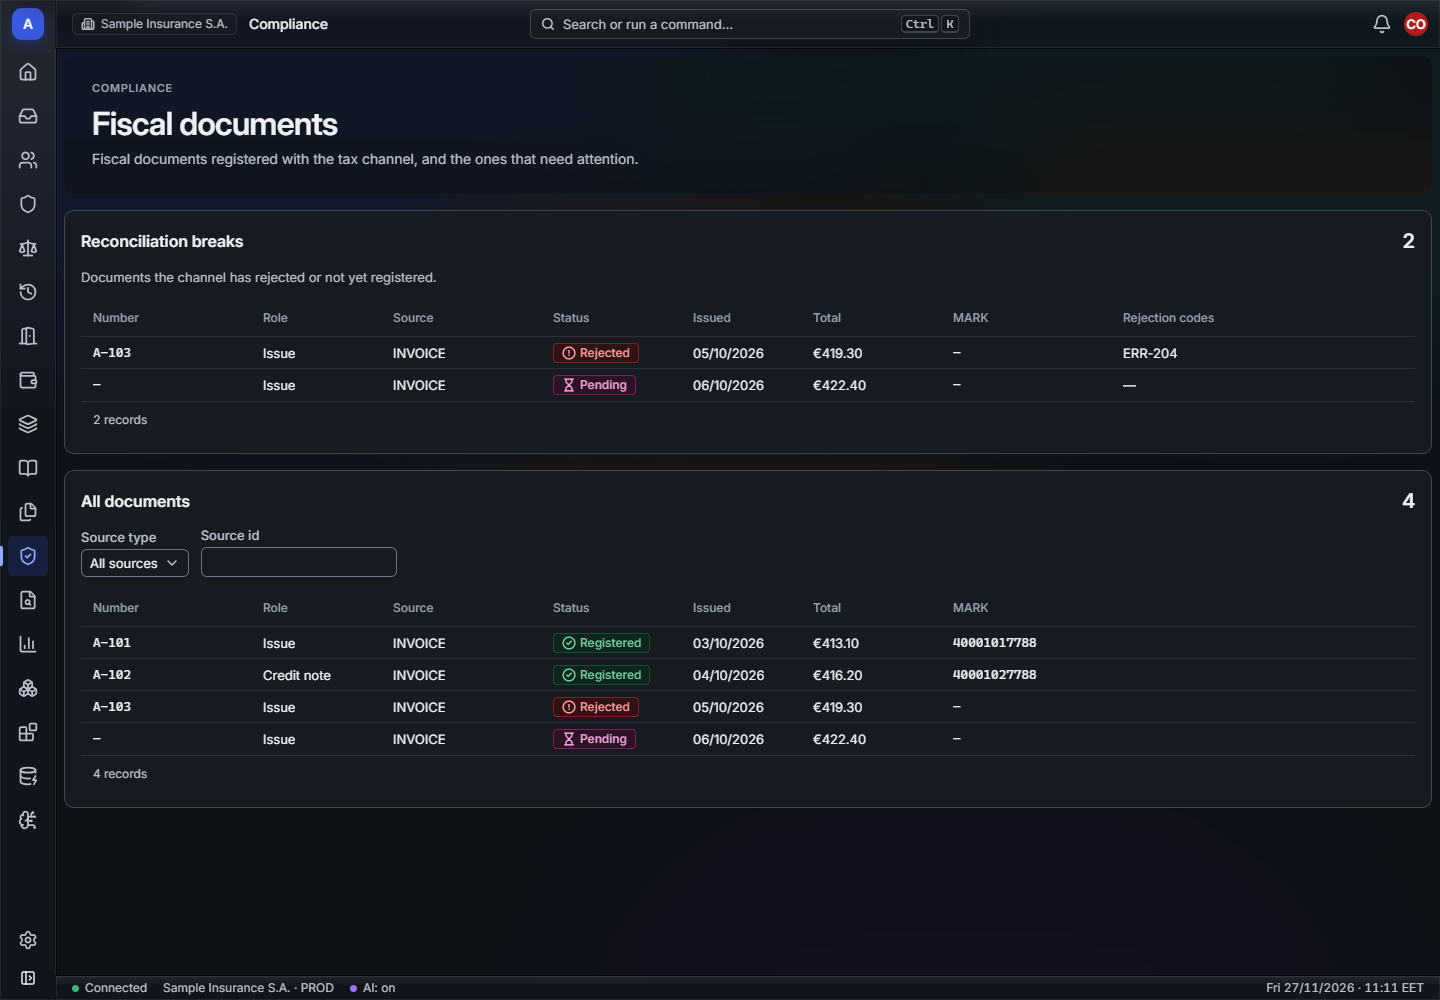 A
Sample Insurance S.A.
Compliance
Search or run a command...
Ctrl K
CO
COMPLIANCE
Fiscal documents
Fiscal documents registered with the tax channel, and the ones that need attention.
Reconciliation breaks 2
Documents the channel has rejected or not yet registered.
Number Role Source Status Issued Total MARK Rejection codes
A-103 Issue INVOICE Rejected 05/10/2026 €419.30 – ERR-204
– Issue INVOICE Pending 06/10/2026 €422.40 – —
2 records
All documents 4
Source type Source id
All sources
Number Role Source Status Issued Total MARK
A-101 Issue INVOICE Registered 03/10/2026 €413.10 40001017788
A-102 Credit note INVOICE Registered 04/10/2026 €416.20 40001027788
A-103 Issue INVOICE Rejected 05/10/2026 €419.30 –
– Issue INVOICE Pending 06/10/2026 €422.40 –
4 records
Connected Sample Insurance S.A. · PROD AI: on Fri 27/11/2026 · 11:11 EET